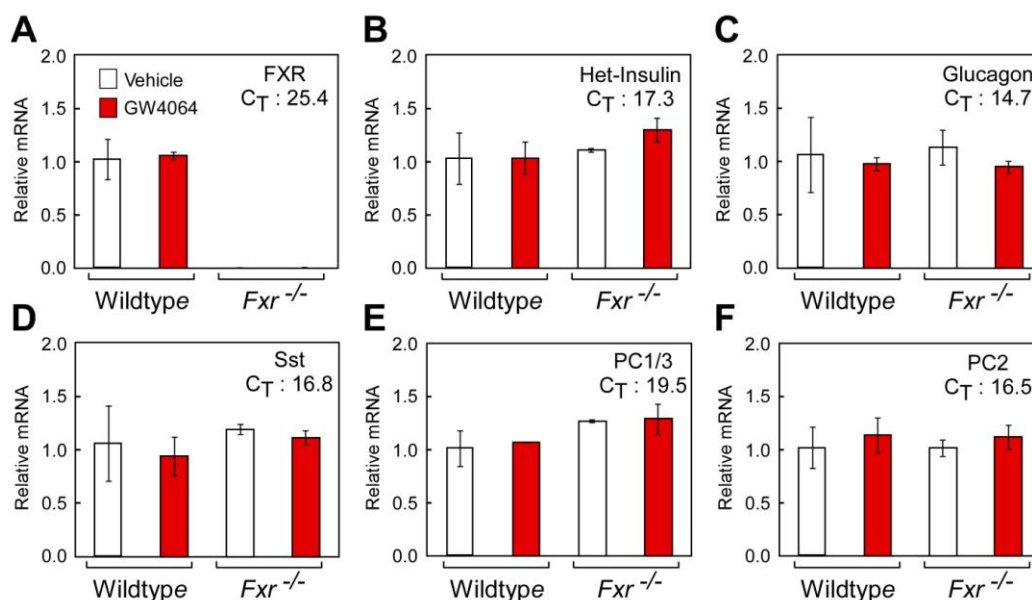 A
Relative mRNA
2.0
1.5
1.0
0.5
0.0
Vehicle
GW4064
FXR
CT : 25.4
Wildtype
Fxr -/-
B
Relative mRNA
2.0
1.5
1.0
0.5
0.0
Het-Insulin
CT : 17.3
Wildtype
Fxr -/-
C
Relative mRNA
2.0
1.5
1.0
0.5
0.0
Glucagon
CT : 14.7
Wildtype
Fxr -/-
D
Relative mRNA
2.0
1.5
1.0
0.5
0.0
Sst
CT : 16.8
Wildtype
Fxr -/-
E
Relative mRNA
2.0
1.5
1.0
0.5
0.0
PC1/3
CT : 19.5
Wildtype
Fxr -/-
F
Relative mRNA
2.0
1.5
1.0
0.5
0.0
PC2
CT : 16.5
Wildtype
Fxr -/-